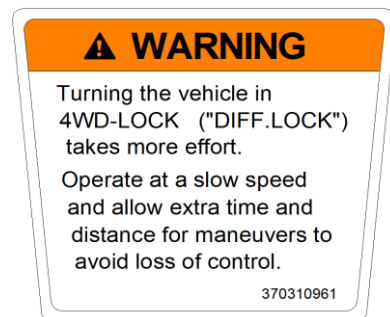 WARNING
Turning the vehicle in
4WD-LOCK ("DIFF.LOCK")
takes more effort.
Operate at a slow speed
and allow extra time and
distance for maneuvers to
avoid loss of control.
370310961